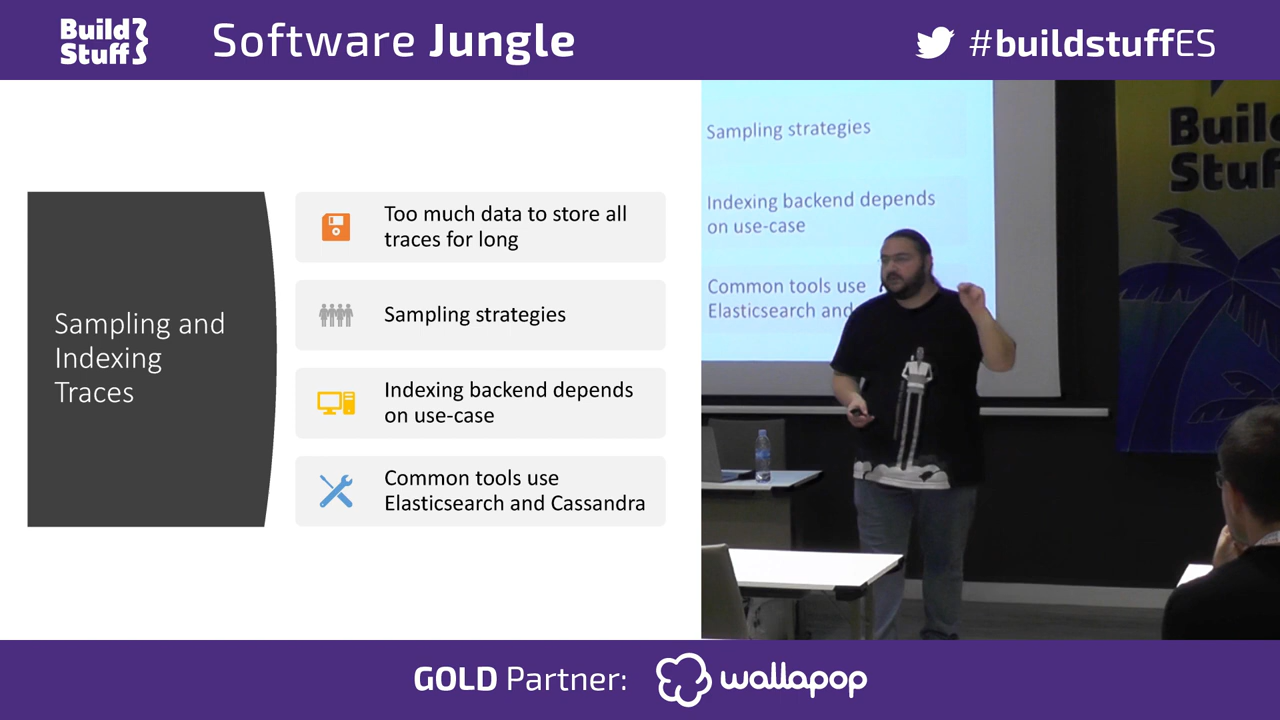 Build
Stuff
Software Jungle
#buildstuffES
Sampling and
Indexing
Traces
Too much data to store all
traces for long
Sampling strategies
Indexing backend depends
on use-case
Common tools use
Elasticsearch and Cassandra
Sampling strategies
Indexing backend depends
on use-case
Common tools use
Elasticsearch and
Build
Stuff
GOLD Partner:
wallapop